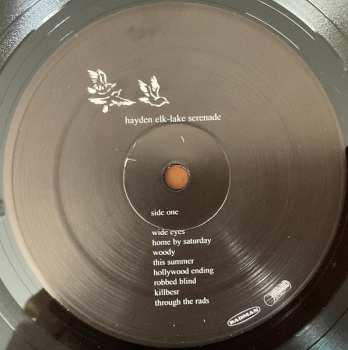 hayden elk-lake serenade
side one
wide eyes
home by saturday
woody
this summer
hollywood ending
robbed blind
killbesr
through the rads
BADMAN